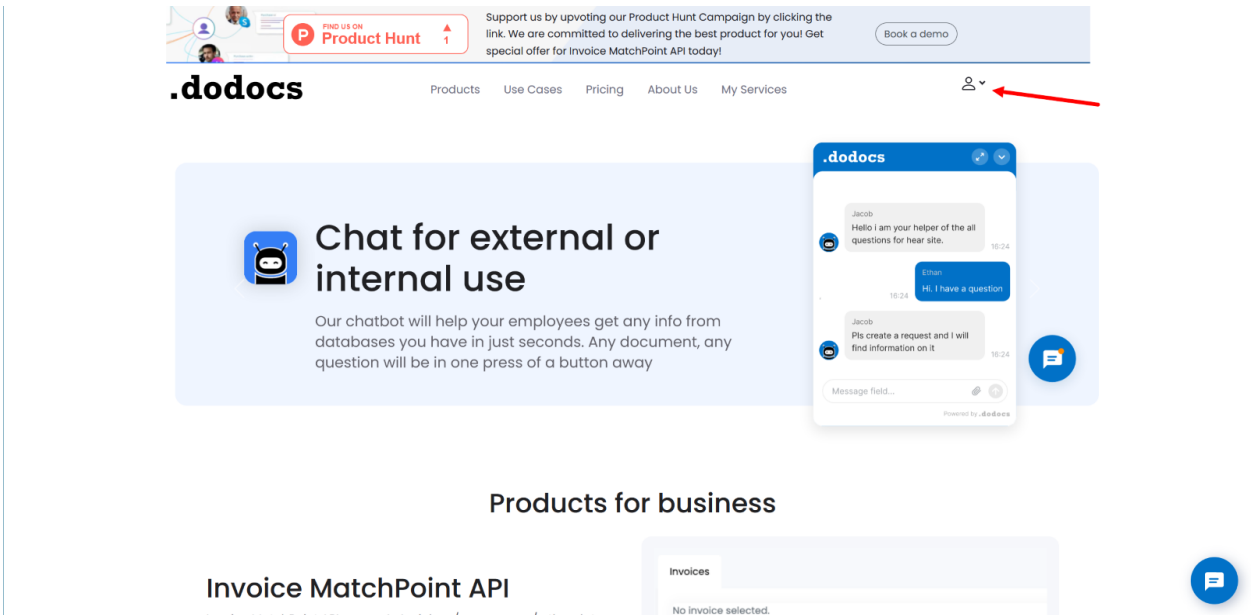 FIND US ON
Product Hunt
1
Support us by upvoting our Product Hunt Campaign by clicking the
link. We are committed to delivering the best product for you! Get
special offer for Invoice MatchPoint API today!
Book a demo
.dodocs
Products
Use Cases
Pricing
About Us
My Services
Chat for external or
internal use
Our chatbot will help your employees get any info from
databases you have in just seconds. Any document, any
question will be in one press of a button away
.dodocs
Jacob
Hello i am your helper of the all
questions for hear site.
16:24
Ethan
Hi. I have a question
16:24
Jacob
Pls create a request and I will
find information on it
16:24
Message field...
Powered by .dodocs
Products for business
Invoice MatchPoint API
Invoices
No invoice selected.